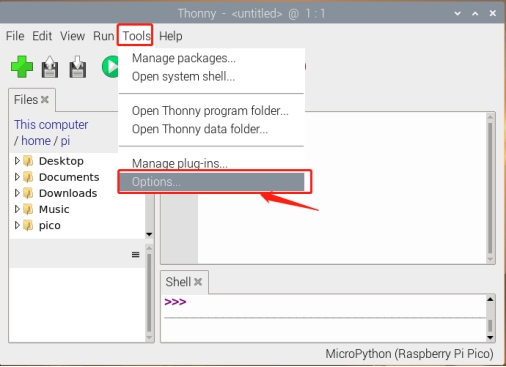 Thonny - <untitled> @ 1 : 1
File Edit View Run Tools Help
Manage packages...
Open system shell...
Open Thonny program folder...
Open Thonny data folder...
Manage plug-ins...
Options...
Files
This computer
/ home / pi
Desktop
Documents
Downloads
Music
pico
Shell
>>>
MicroPython (Raspberry Pi Pico)